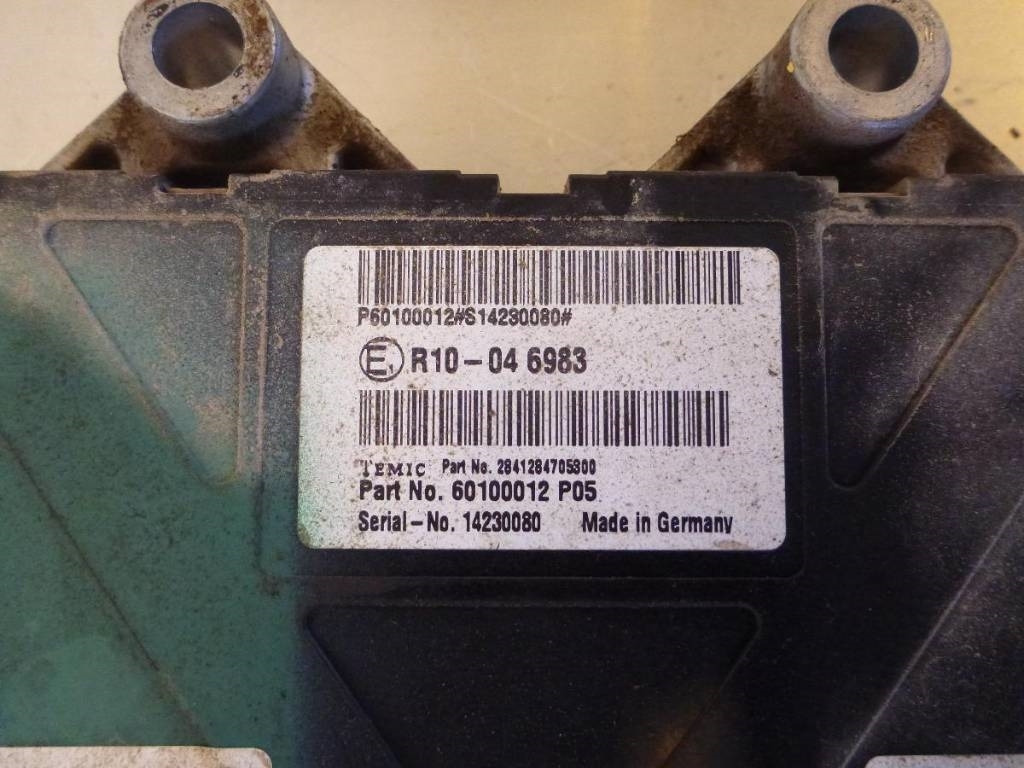 P60100012#S14230080#
E1 R10-04 6983
TEMIC Part No. 2841284705300
Part No. 60100012 P05
Serial-No. 14230080 Made in Germany